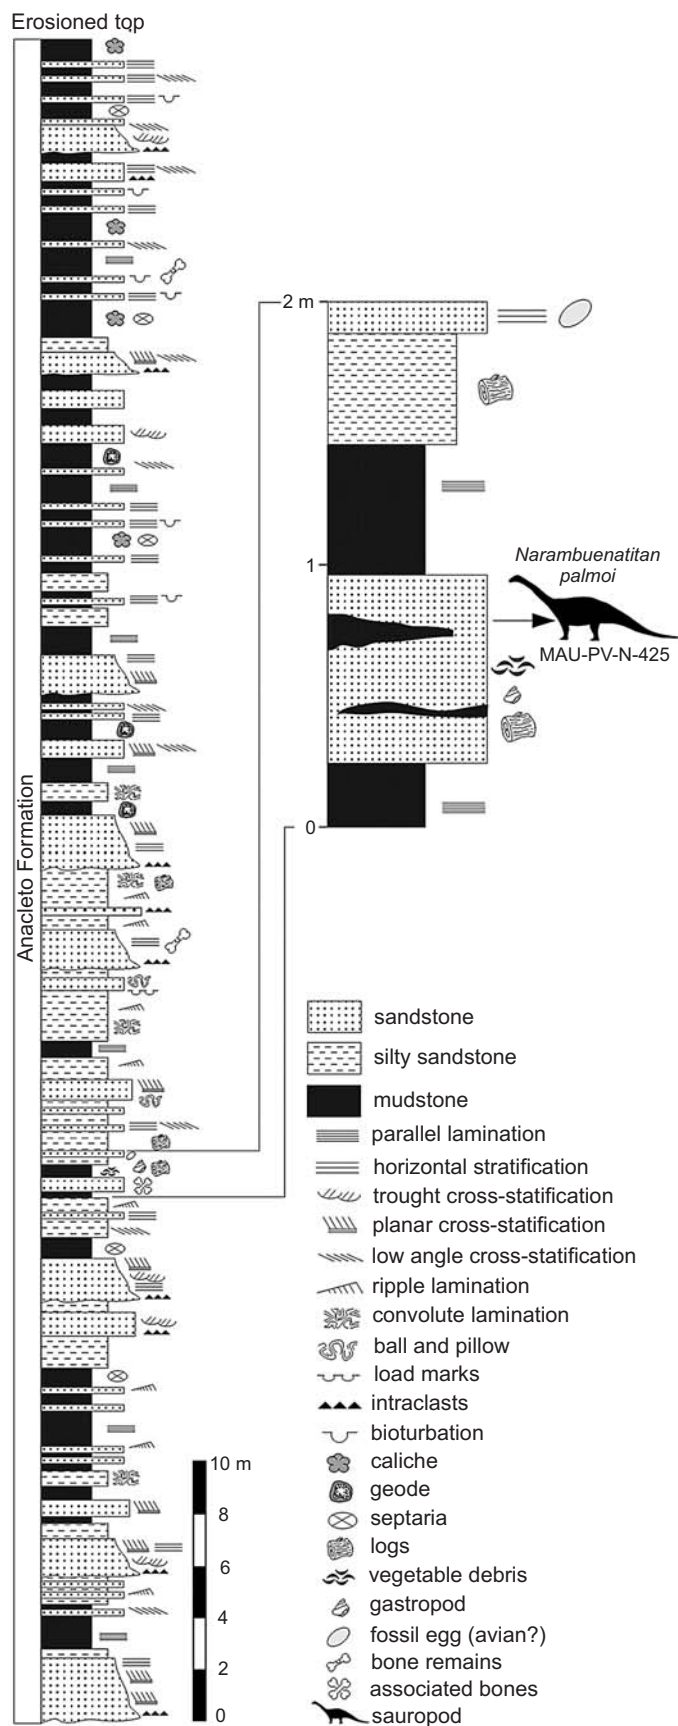 Erosioned top
Anacleto Formation
2 m
1
0
Narambuenatitan
palmoi
MAU-PV-N-425
sandstone
silty sandstone
mudstone
parallel lamination
horizontal stratification
trought cross-statification
planar cross-statification
low angle cross-statification
ripple lamination
convolute lamination
ball and pillow
load marks
intraclasts
bioturbation
caliche
geode
septaria
logs
vegetable debris
gastropod
fossil egg (avian?)
bone remains
associated bones
sauropod
10 m
8
6
4
2
0